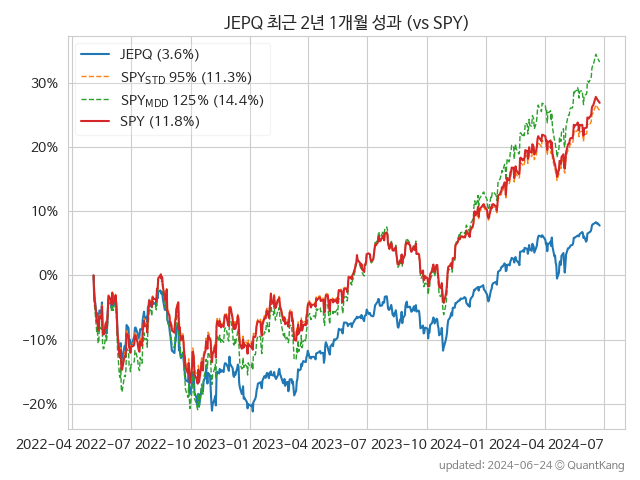 JEPQ 최근 2년 1개월 성과 (vs SPY)
JEPQ (3.6%)
SPY_STD 95% (11.3%)
SPY_MDD 125% (14.4%)
SPY (11.8%)
30%
20%
10%
0%
−10%
−20%
2022-04 2022-07 2022-10 2023-01 2023-04 2023-07 2023-10 2024-01 2024-04 2024-07
updated: 2024-06-24 © QuantKang